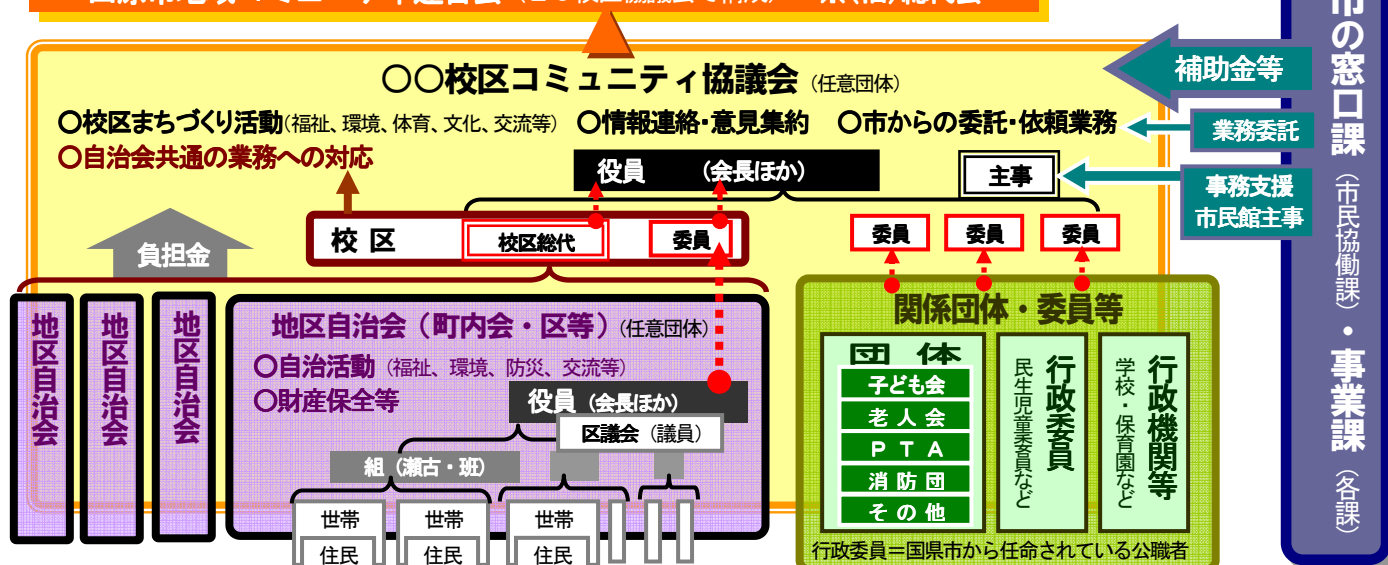 〇〇校区コミュニティ協議会 (任意団体)
〇校区まちづくり活動(福祉、環境、体育、文化、交流等) 〇情報連絡・意見集約 〇市からの委託・依頼業務
〇自治会共通の業務への対応
役員 (会長ほか)
主事
補助金等
業務委託
事務支援
市民館主事
市の窓口課(市民協働課)・事業課(各課)
負担金
校区
校区総代
委員
委員
委員
委員
地区自治会
地区自治会
地区自治会
地区自治会(町内会・区等)(任意団体)
〇自治活動(福祉、環境、防災、交流等)
〇財産保全等
役員(会長ほか)
区議会(議員)
組(瀬古・班)
世帯
世帯
世帯
住民
住民
住民
関係団体・委員等
団体
子ども会
老人会
PTA
消防団
その他
行政委員
民生児童委員など
行政機関等
学校・保育園など
行政委員=国県市から任命されている公職者